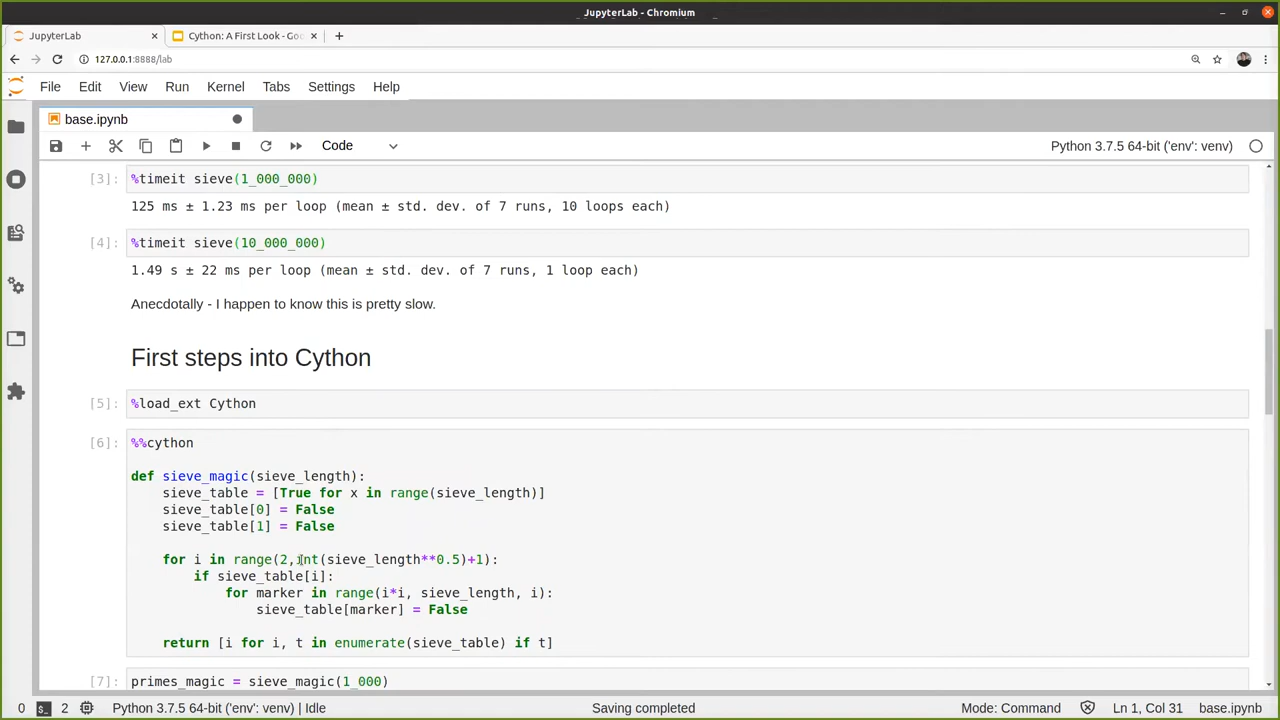 JupyterLab - Chromium
JupyterLab
Cython: A First Look - Goo
127.0.0.1:8888/lab
File Edit View Run Kernel Tabs Settings Help
base.ipynb
Code
Python 3.7.5 64-bit ('env': venv)
[3]: %timeit sieve(1_000_000)
125 ms ± 1.23 ms per loop (mean ± std. dev. of 7 runs, 10 loops each)
[4]: %timeit sieve(10_000_000)
1.49 s ± 22 ms per loop (mean ± std. dev. of 7 runs, 1 loop each)
Anecdotally - I happen to know this is pretty slow.
First steps into Cython
[5]: %load_ext Cython
[6]: %%cython
def sieve_magic(sieve_length):
    sieve_table = [True for x in range(sieve_length)]
    sieve_table[0] = False
    sieve_table[1] = False
    for i in range(2,int(sieve_length**0.5)+1):
        if sieve_table[i]:
            for marker in range(i*i, sieve_length, i):
                sieve_table[marker] = False
    return [i for i, t in enumerate(sieve_table) if t]
[7]: primes_magic = sieve_magic(1_000)
0 2 Python 3.7.5 64-bit ('env': venv) | Idle Saving completed Mode: Command Ln 1, Col 31 base.ipynb